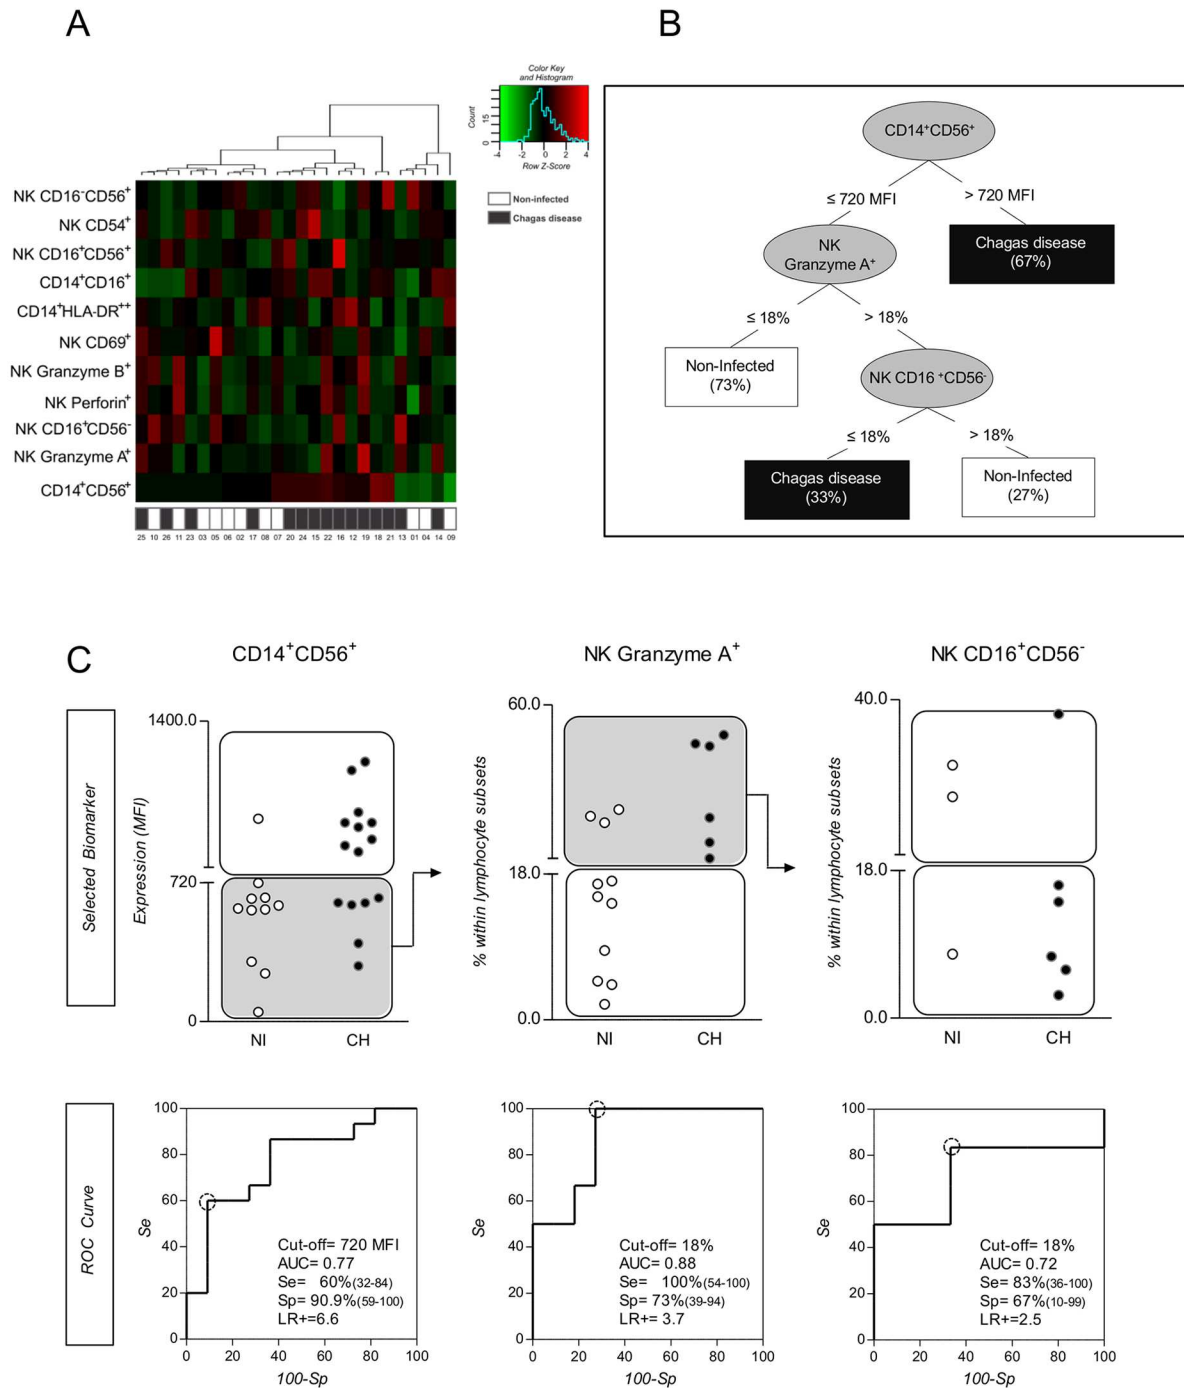 A
Color Key
and Histogram
Count
15
0
-4 -2 0 2 4
Row Z-Score
Non-infected
Chagas disease
NK CD16⁻CD56⁺
NK CD54⁺
NK CD16⁺CD56⁺
CD14⁺CD16⁺
CD14⁺HLA-DR⁺⁺
NK CD69⁺
NK Granzyme B⁺
NK Perforin⁺
NK CD16⁺CD56⁻
NK Granzyme A⁺
CD14⁺CD56⁺
25 10 26 11 23 03 05 06 02 17 08 07 20 24 15 22 16 12 19 18 21 13 01 04 14 09
B
CD14⁺CD56⁺
≤ 720 MFI
> 720 MFI
NK
Granzyme A⁺
Chagas disease
(67%)
≤ 18%
> 18%
Non-Infected
(73%)
NK CD16 ⁺CD56⁻
≤ 18%
> 18%
Chagas disease
(33%)
Non-Infected
(27%)
C
Selected Biomarker
CD14⁺CD56⁺
Expression (MFI)
1400.0
720
0
NI CH
NK Granzyme A⁺
% within lymphocyte subsets
60.0
18.0
0.0
NI CH
NK CD16⁺CD56⁻
% within lymphocyte subsets
40.0
18.0
0.0
NI CH
ROC Curve
Se
100
80
60
40
20
0
Cut-off= 720 MFI
AUC= 0.77
Se= 60%(32-84)
Sp= 90.9%(59-100)
LR+=6.6
0 20 40 60 80 100
100-Sp
Se
100
80
60
40
20
0
Cut-off= 18%
AUC= 0.88
Se= 100%(54-100)
Sp= 73%(39-94)
LR+= 3.7
0 20 40 60 80 100
100-Sp
Se
100
80
60
40
20
0
Cut-off= 18%
AUC= 0.72
Se= 83%(36-100)
Sp= 67%(10-99)
LR+=2.5
0 20 40 60 80 100
100-Sp